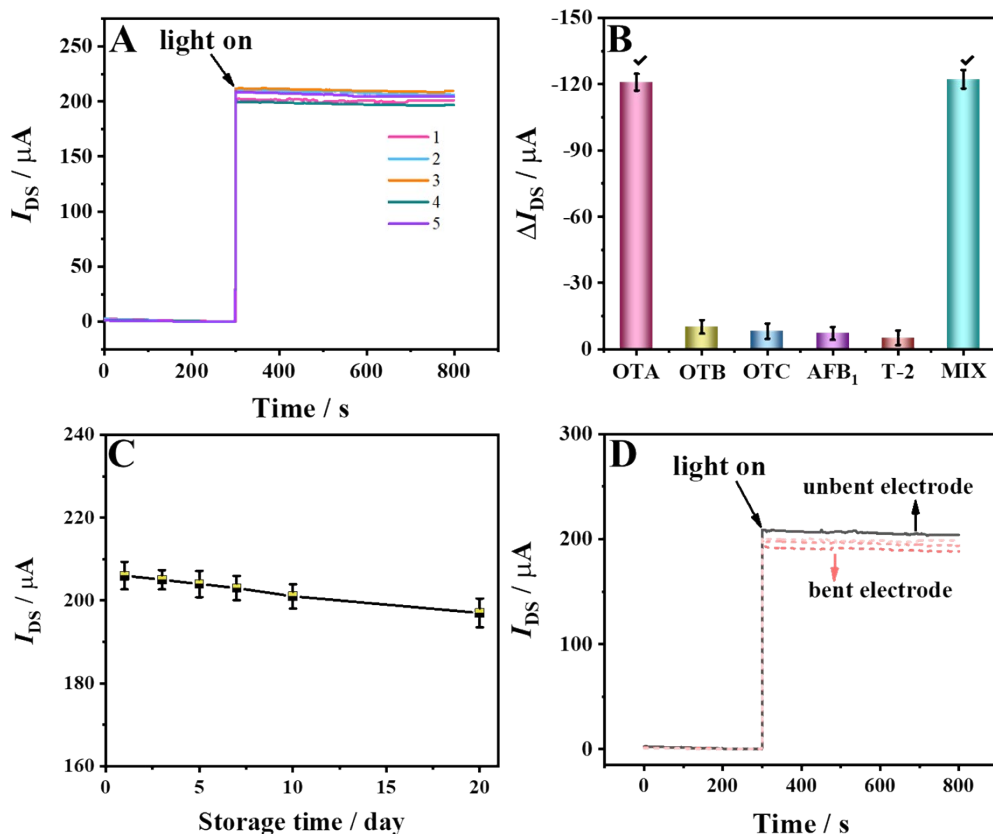 A
light on
250
200
150
100
50
0
I_DS / μA
1
2
3
4
5
0 200 400 600 800
Time / s
B
-150
-120
-90
-60
-30
0
ΔI_DS / μA
OTA OTB OTC AFB₁ T-2 MIX
C
240
220
200
180
160
I_DS / μA
0 5 10 15 20
Storage time / day
D
light on
unbent electrode
bent electrode
300
200
100
0
I_DS / μA
0 200 400 600 800
Time / s